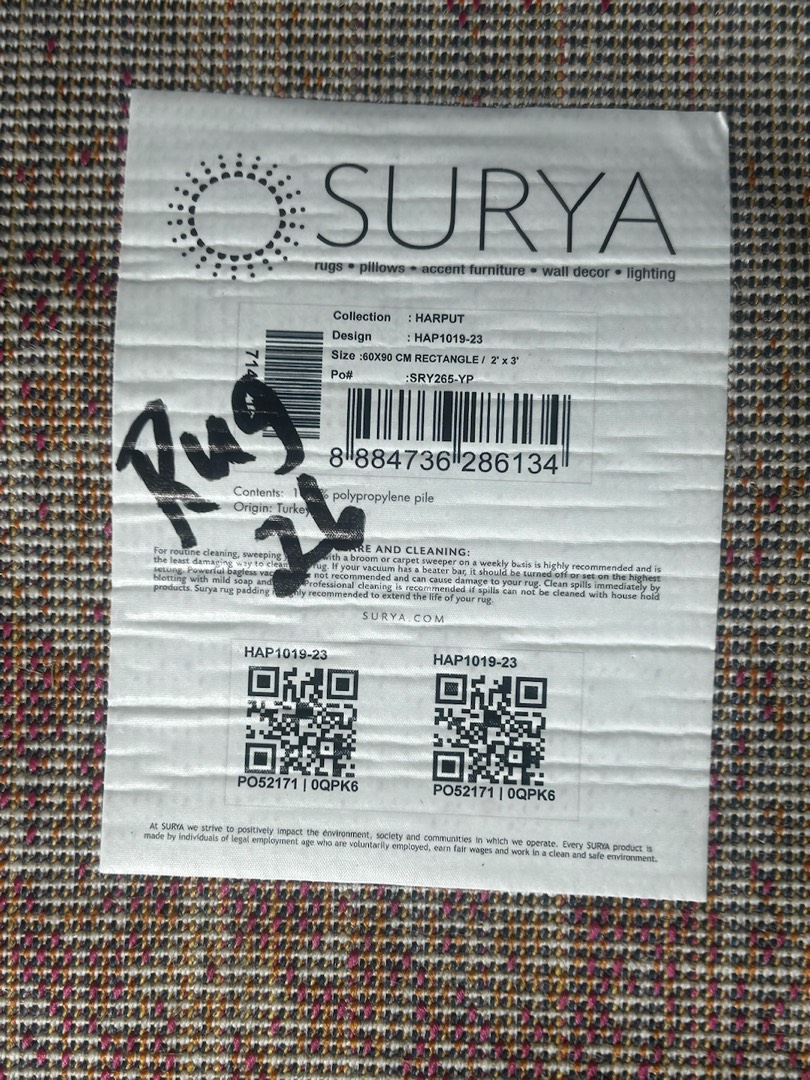 SURYA
rugs • pillows • accent furniture • wall decor • lighting
Collection : HARPUT
Design : HAP1019-23
Size :60X90 CM RECTANGLE / 2' x 3'
Po# :SRY265-YP
8 884736 286134
Rug
26
Contents: polypropylene pile
Origin: Turkey
AND CLEANING:
For routine cleaning, sweeping with a broom or carpet sweeper on a weekly basis is highly recommended and is
the least damaging way to clean rug. If your vacuum has a beater bar, it should be turned off or set on the highest
setting. Powerful bagless not recommended and can cause damage to your rug. Clean spills immediately by
blotting with mild soap and Professional cleaning is recommended if spills can not be cleaned with house hold
products. Surya rug padding recommended to extend the life of your rug.
SURYA.COM
HAP1019-23
PO52171 | 0QPK6
HAP1019-23
PO52171 | 0QPK6
At SURYA we strive to positively impact the environment, society and communities in which we operate. Every SURYA product is
made by individuals of legal employment age who are voluntarily employed, earn fair wages and work in a clean and safe environment.